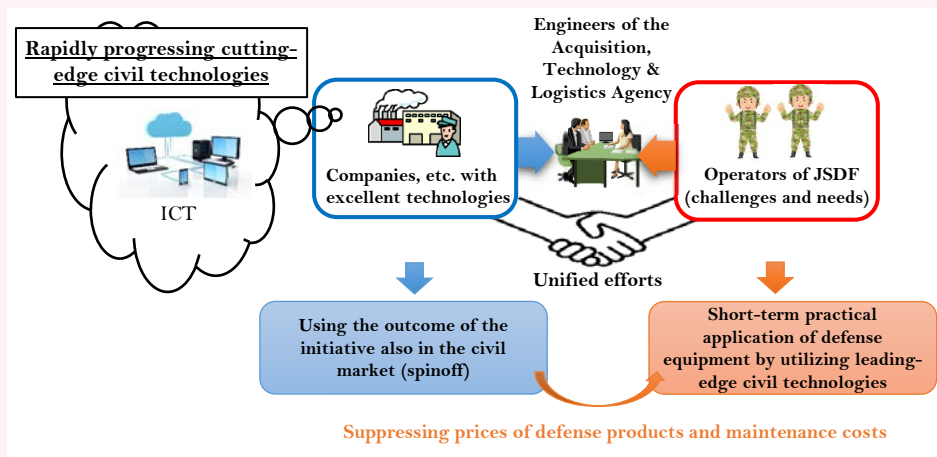 Rapidly progressing cutting-
edge civil technologies
ICT
Companies, etc. with
excellent technologies
Engineers of the
Acquisition,
Technology &
Logistics Agency
Operators of JSDF
(challenges and needs)
Unified efforts
Using the outcome of the
initiative also in the civil
market (spinoff)
Short-term practical
application of defense
equipment by utilizing leading-
edge civil technologies
Suppressing prices of defense products and maintenance costs